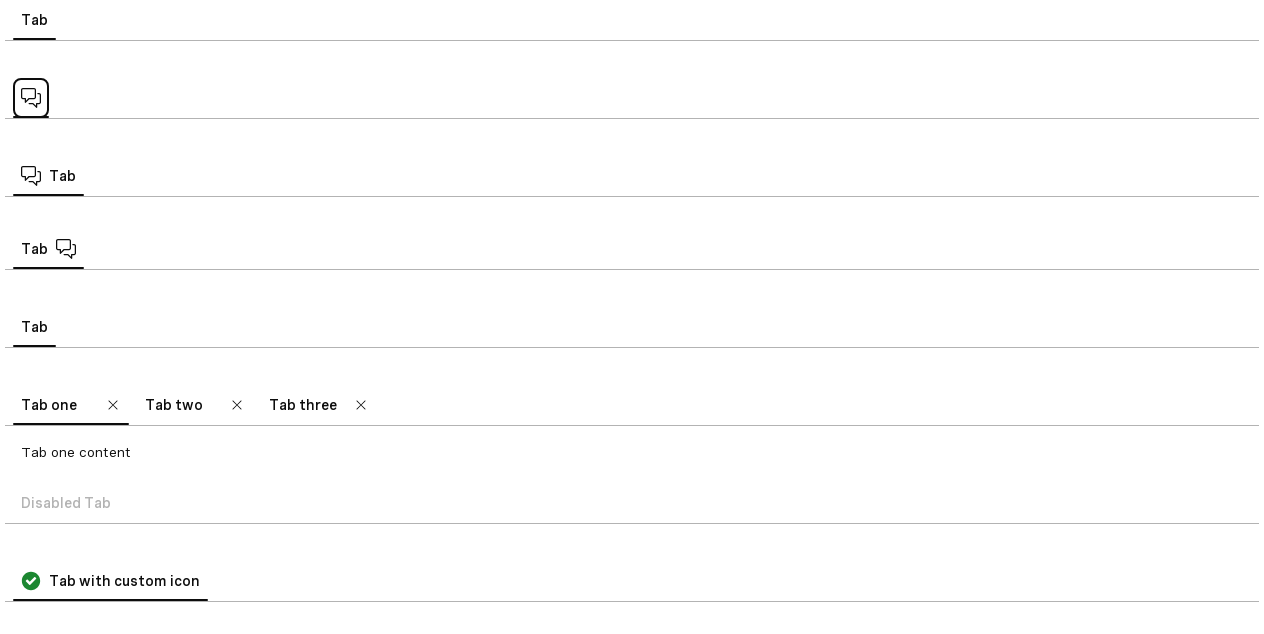 Tab
Tab
Tab
Tab
Tab one Tab two Tab three
Tab one content
Disabled Tab
Tab with custom icon